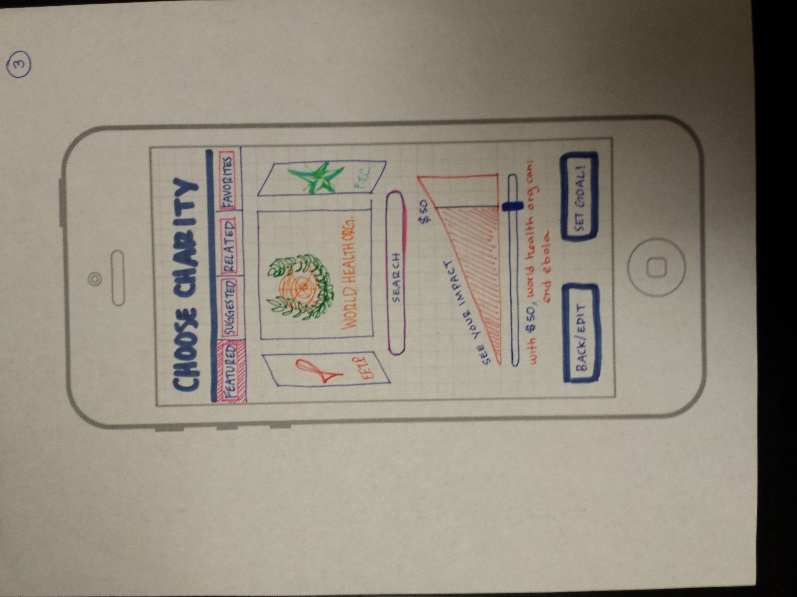 3
CHOOSE CHARITY
FEATURED SUGGESTED RELATED FAVORITES
WORLD HEALTH ORG.
SEARCH
SEE YOUR IMPACT
$50
with $50, world health org can:
end ebola
BACK/EDIT SET GOAL!